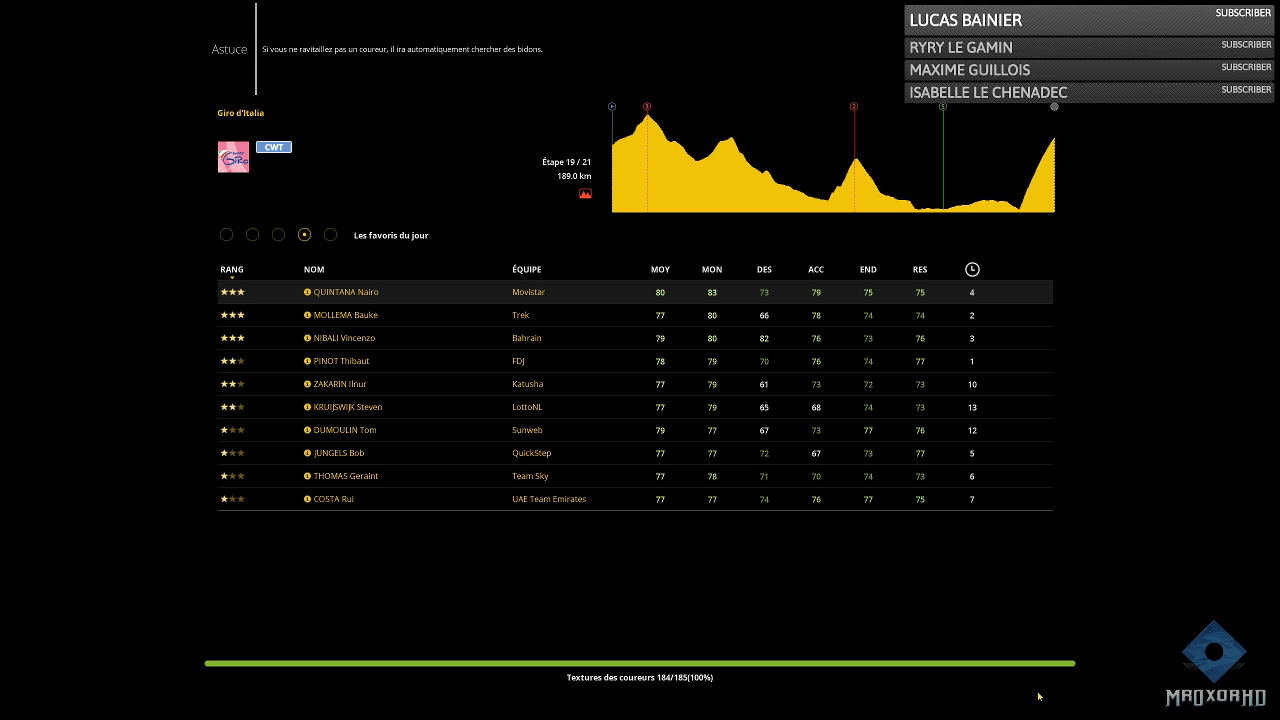 LUCAS BAINIER SUBSCRIBER
RYRY LE GAMIN SUBSCRIBER
MAXIME GUILLOIS SUBSCRIBER
ISABELLE LE CHENADEC SUBSCRIBER
Astuce Si vous ne ravitaillez pas un coureur, il ira automatiquement chercher des bidons.
Giro d'Italia
Giro CWT
3 2 S
Étape 19 / 21
189.0 km
Les favoris du jour
RANG NOM ÉQUIPE MOY MON DES ACC END RES
QUINTANA Nairo Movistar 80 83 73 79 75 75 4
MOLLEMA Bauke Trek 77 80 66 78 74 74 2
NIBALI Vincenzo Bahrain 79 80 82 76 73 76 3
PINOT Thibaut FDJ 78 79 70 76 74 77 1
ZAKARIN Ilnur Katusha 77 79 61 73 72 73 10
KRUIJSWIJK Steven LottoNL 77 79 65 68 74 73 13
DUMOULIN Tom Sunweb 79 77 67 73 77 76 12
JUNGELS Bob QuickStep 77 77 72 67 73 77 5
THOMAS Geraint Team Sky 77 78 71 70 74 73 6
COSTA Rui UAE Team Emirates 77 77 74 76 77 75 7
Textures des coureurs 184/185(100%)
MADXORHD